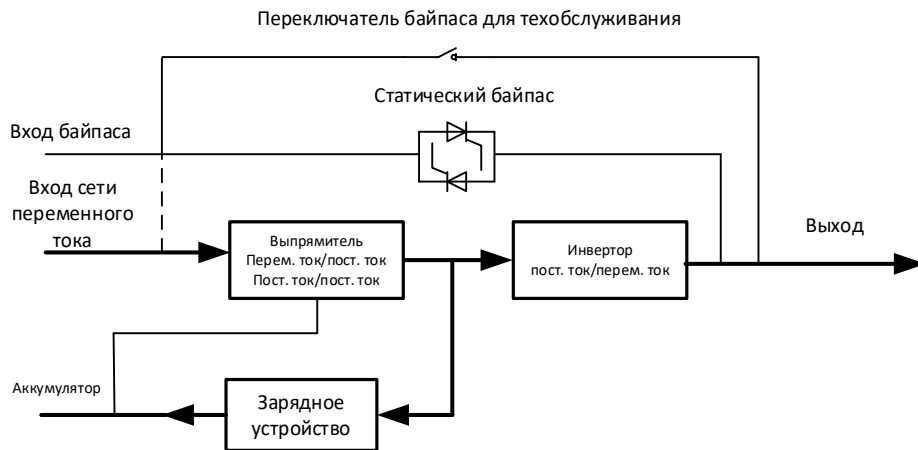 Переключатель байпаса для техобслуживания
Статический байпас
Вход байпаса
Вход сети
переменного
тока
Выпрямитель
Перем. ток/пост. ток
Пост. ток/пост. ток
Инвертор
пост. ток/перем. ток
Выход
Аккумулятор
Зарядное
устройство